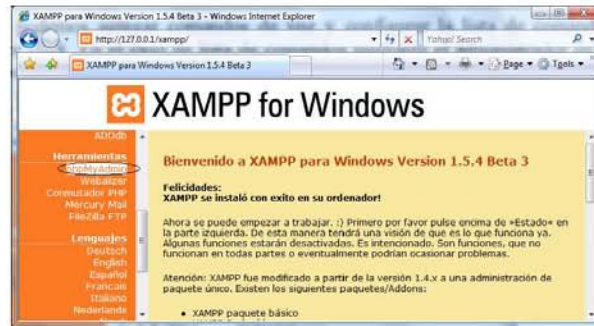 XAMPP para Windows Version 1.5.4 Beta 3 - Windows Internet Explorer
http://127.0.0.1/xampp/
Yahoo! Search
XAMPP para Windows Version 1.5.4 Beta 3
Page
Tools
XAMPP for Windows
ADOdb
Herramientas
phpMyAdmin
Webalizer
Conmutador PHP
Mercury Mail
FileZilla FTP
Lenguajes
Deutsch
English
Español
Francais
Italiano
Nederlands
Bienvenido a XAMPP para Windows Version 1.5.4 Beta 3
Felicidades:
XAMPP se instaló con exito en su ordenador!
Ahora se puede empezar a trabajar. :) Primero por favor pulse encima de »Estado« en
la parte izquierda. De esta manera tendrá una visión de que es lo que funciona ya.
Algunas funciones estarán desactivadas. Es intencionado. Son funciones, que no
funcionan en todas partes o eventualmente podrían ocasionar problemas.
Atención: XAMPP fue modificado a partir de la versión 1.4.x a una administración de
paquete único. Existen los siguientes paquetes/Addons:
• XAMPP paquete básico